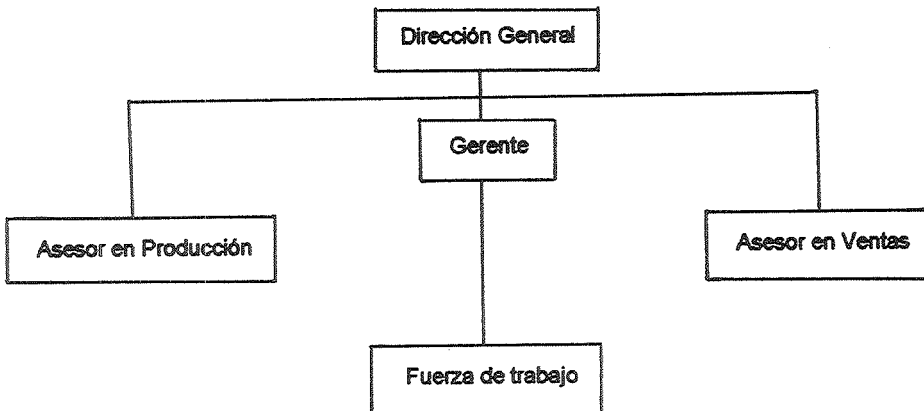 Dirección General
Gerente
Asesor en Producción
Asesor en Ventas
Fuerza de trabajo